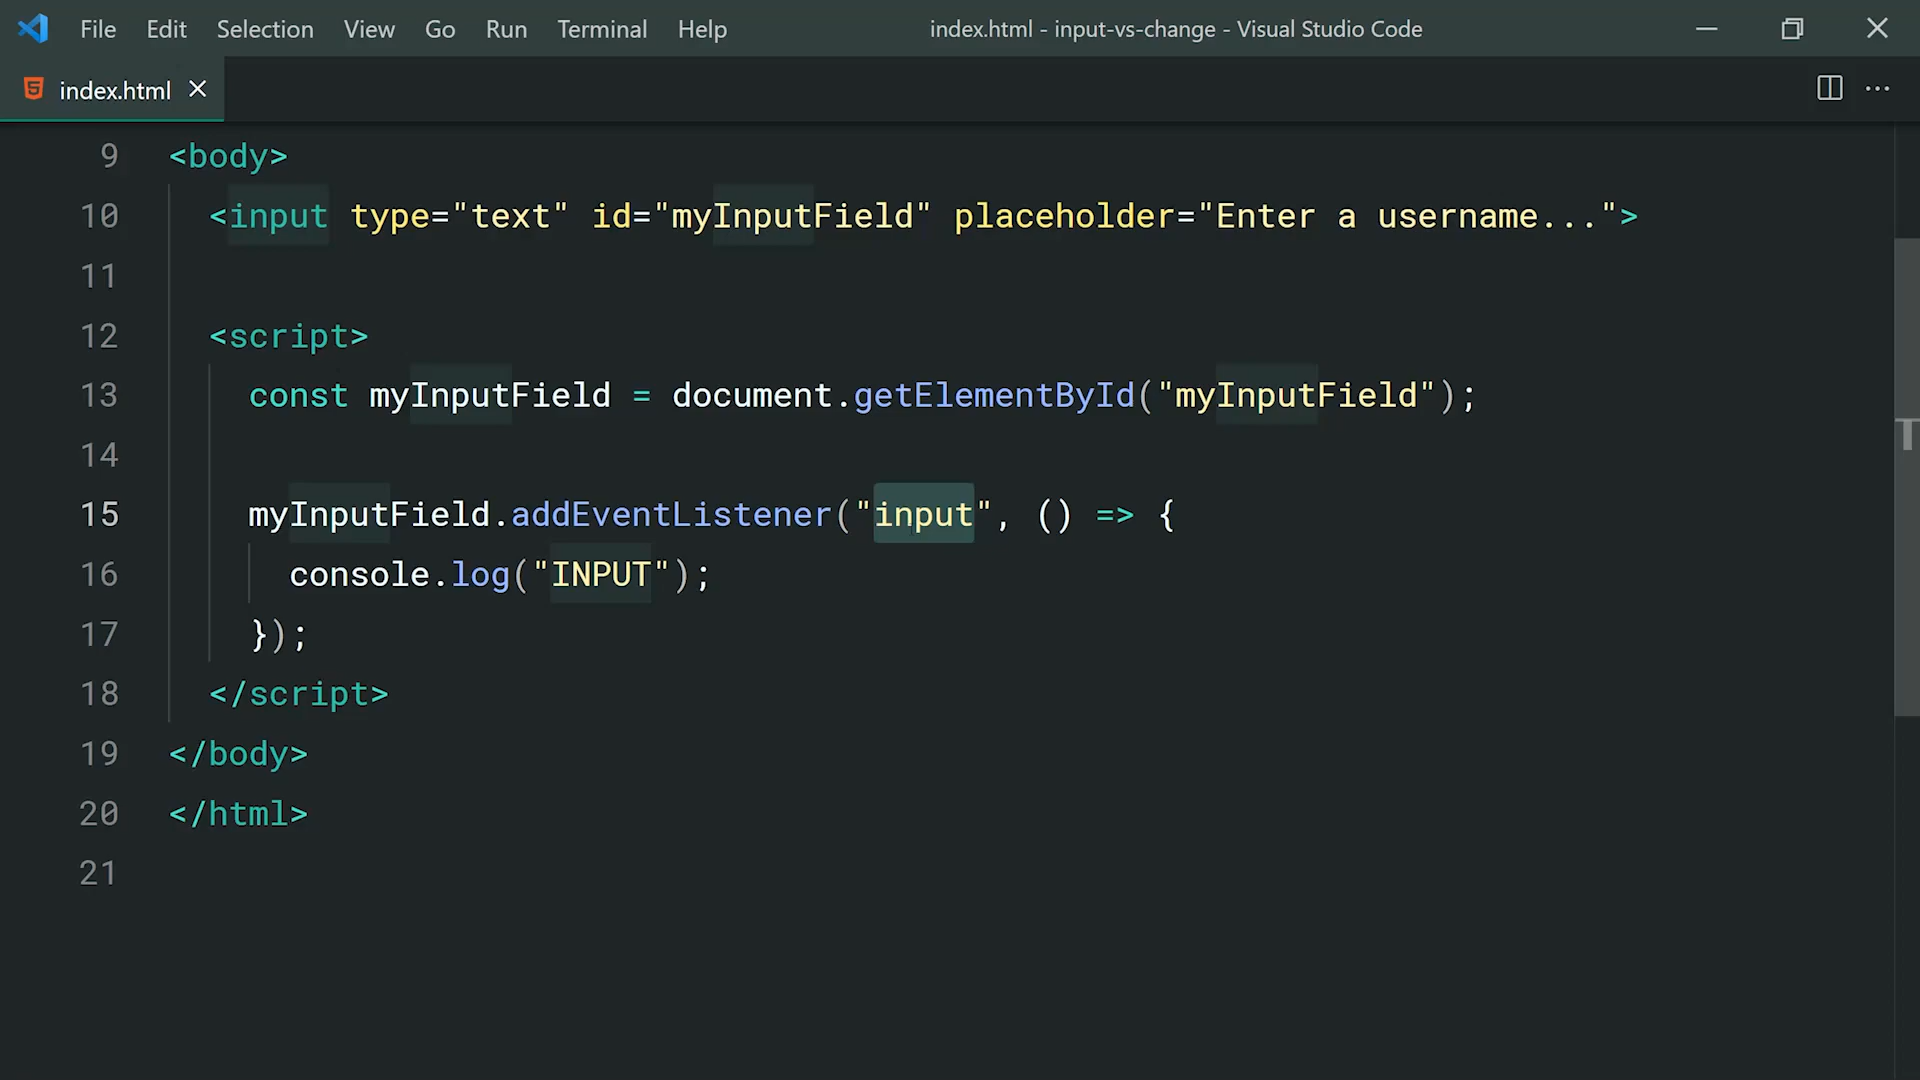 File Edit Selection View Go Run Terminal Help index.html - input-vs-change - Visual Studio Code
index.html
9 <body>
10 <input type="text" id="myInputField" placeholder="Enter a username...">
11
12 <script>
13 const myInputField = document.getElementById("myInputField");
14
15 myInputField.addEventListener("input", () => {
16 console.log("INPUT");
17 });
18 </script>
19 </body>
20 </html>
21